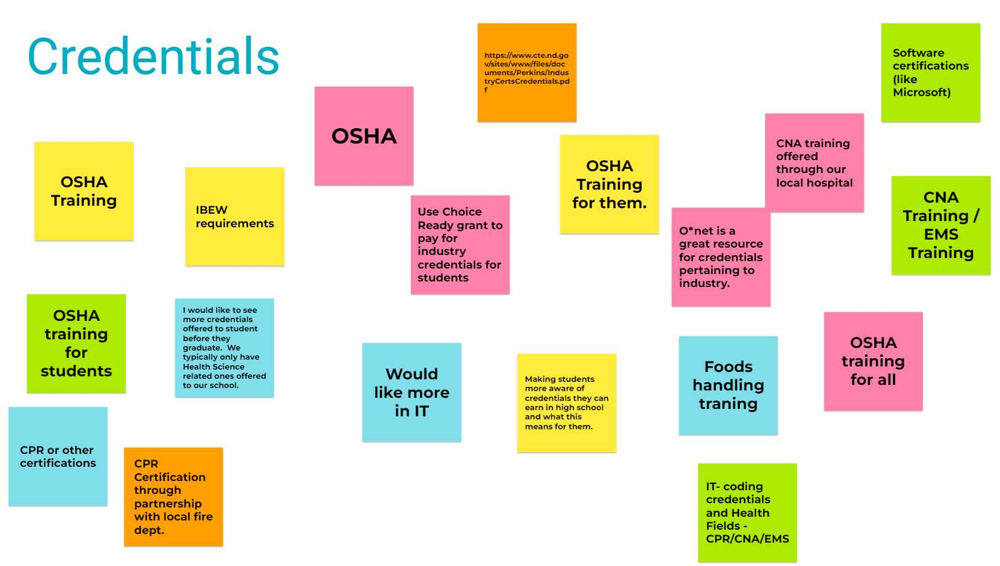 Credentials
https://www.cte.nd.go
v/sites/www/files/doc
uments/Perkins/Indus
tryCertsCredentials.pd
f
Software
certifications
(like
Microsoft)
OSHA
CNA training
offered
through our
local hospital
OSHA
Training
OSHA
Training
for them.
IBEW
requirements
Use Choice
Ready grant to
pay for
industry
credentials for
students
O*net is a
great resource
for credentials
pertaining to
industry.
CNA
Training /
EMS
Training
OSHA
training
for
students
I would like to see
more credentials
offered to student
before they
graduate.  We
typically only have
Health Science
related ones offered
to our school.
Would
like more
in IT
Making students
more aware of
credentials they can
earn in high school
and what this
means for them.
Foods
handling
traning
OSHA
training
for all
CPR or other
certifications
CPR
Certification
through
partnership
with local fire
dept.
IT- coding
credentials
and Health
Fields -
CPR/CNA/EMS